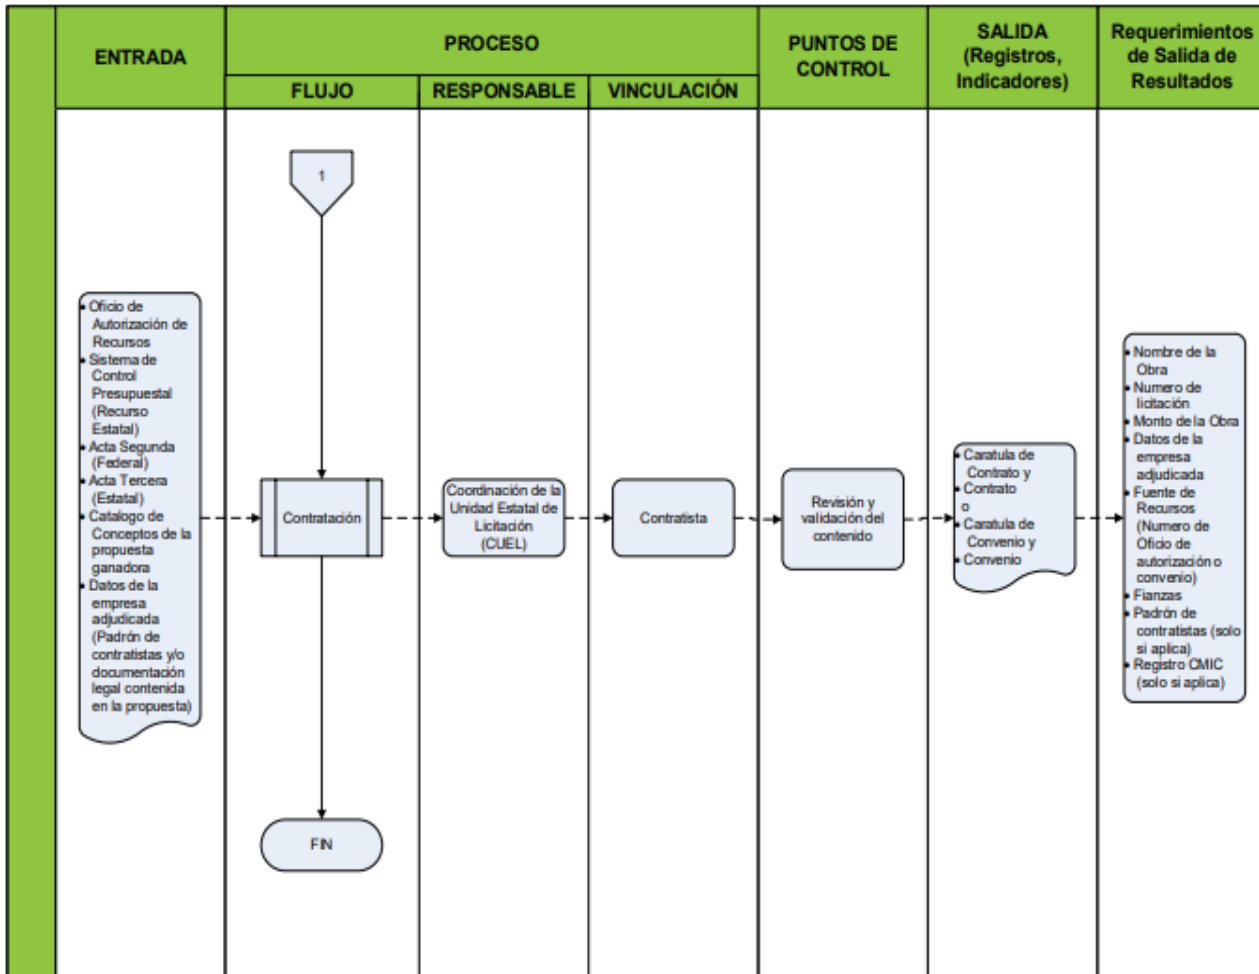 ENTRADA
PROCESO
FLUJO
RESPONSABLE
VINCULACIÓN
PUNTOS DE
CONTROL
SALIDA
(Registros,
Indicadores)
Requerimientos
de Salida de
Resultados
1
• Oficio de
Autorización de
Recursos
• Sistema de
Control
Presupuestal
(Recurso
Estatal)
• Acta Segunda
(Federal)
• Acta Tercera
(Estatal)
• Catalogo de
Conceptos de la
propuesta
ganadora
• Datos de la
empresa
adjudicada
(Padrón de
contratistas y/o
documentación
legal contenida
en la propuesta)
Contratación
Coordinación de la
Unidad Estatal de
Licitación
(CUEL)
Contratista
Revisión y
validación del
contenido
• Caratula de
Contrato y
• Contrato
o
• Caratula de
Convenio y
• Convenio
• Nombre de la
Obra
• Numero de
licitación
• Monto de la Obra
• Datos de la
empresa
adjudicada
• Fuente de
Recursos
(Numero de
Oficio de
autorización o
convenio)
• Fianzas
• Padrón de
contratistas (solo
si aplica)
• Registro CMIC
(solo si aplica)
FIN